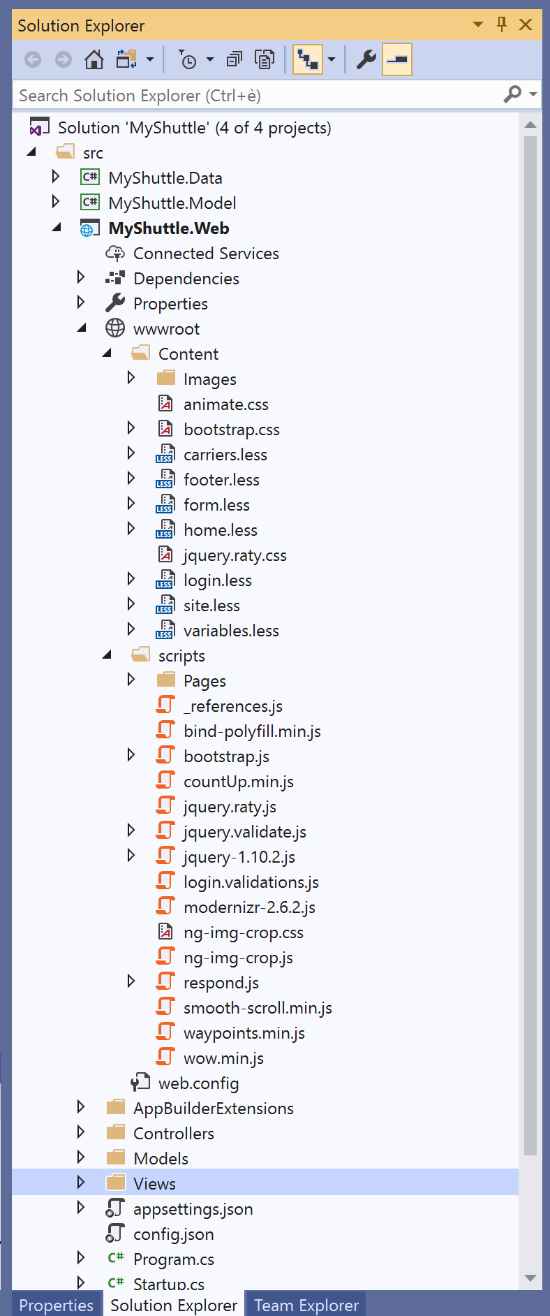 Solution Explorer
Search Solution Explorer (Ctrl+è)
Solution 'MyShuttle' (4 of 4 projects)
src
C# MyShuttle.Data
C# MyShuttle.Model
MyShuttle.Web
Connected Services
Dependencies
Properties
wwwroot
Content
Images
animate.css
bootstrap.css
LESS carriers.less
LESS footer.less
LESS form.less
LESS home.less
jquery.raty.css
LESS login.less
LESS site.less
LESS variables.less
scripts
Pages
_references.js
bind-polyfill.min.js
bootstrap.js
countUp.min.js
jquery.raty.js
jquery.validate.js
jquery-1.10.2.js
login.validations.js
modernizr-2.6.2.js
ng-img-crop.css
ng-img-crop.js
respond.js
smooth-scroll.min.js
waypoints.min.js
wow.min.js
web.config
AppBuilderExtensions
Controllers
Models
Views
appsettings.json
config.json
C# Program.cs
C# Startup.cs
Properties Solution Explorer Team Explorer